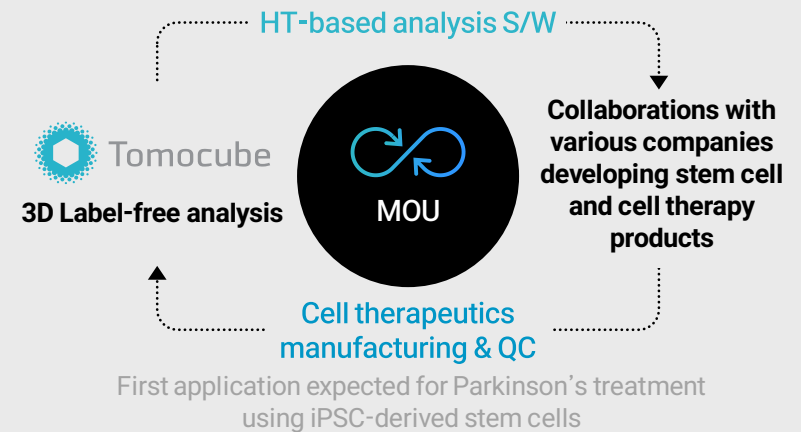 HT-based analysis S/W
Tomocube
3D Label-free analysis
MOU
Collaborations with
various companies
developing stem cell
and cell therapy
products
Cell therapeutics
manufacturing & QC
First application expected for Parkinson's treatment
using iPSC-derived stem cells